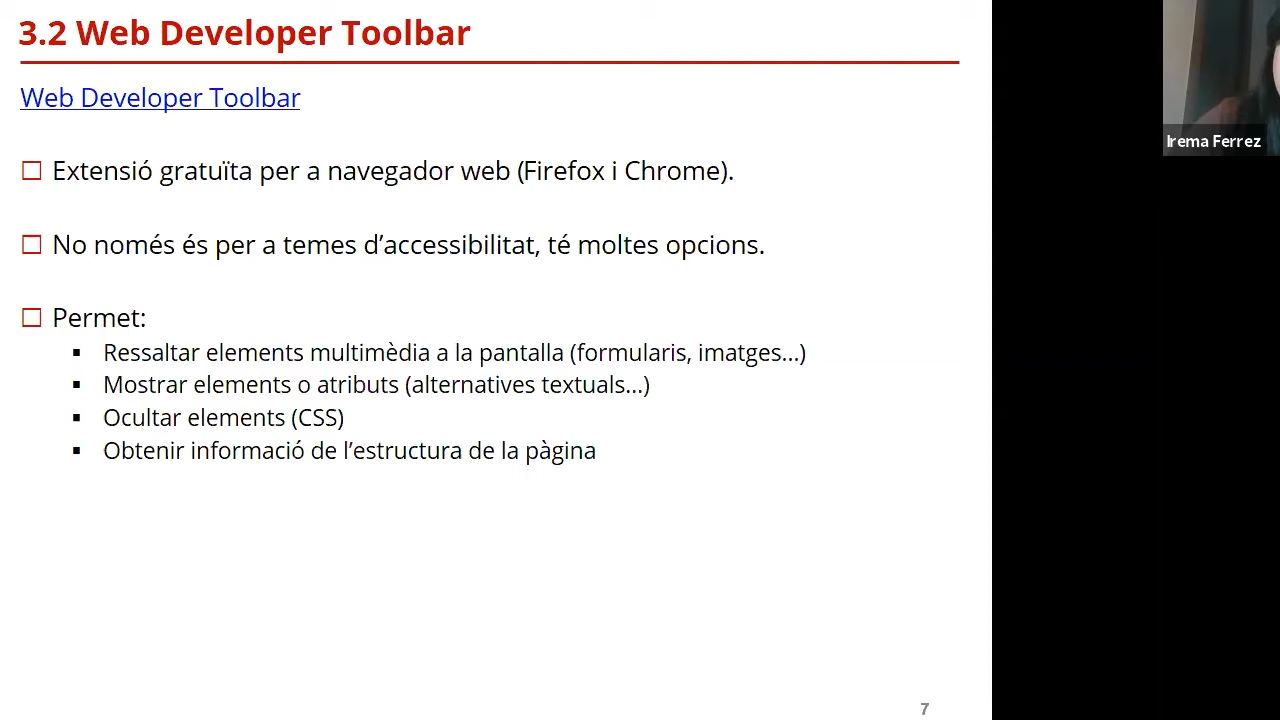 3.2 Web Developer Toolbar
Web Developer Toolbar
Extensió gratuïta per a navegador web (Firefox i Chrome).
No només és per a temes d’accessibilitat, té moltes opcions.
Permet:
Ressaltar elements multimèdia a la pantalla (formularis, imatges...)
Mostrar elements o atributs (alternatives textuals...)
Ocultar elements (CSS)
Obtenir informació de l’estructura de la pàgina
7
Irema Ferrez